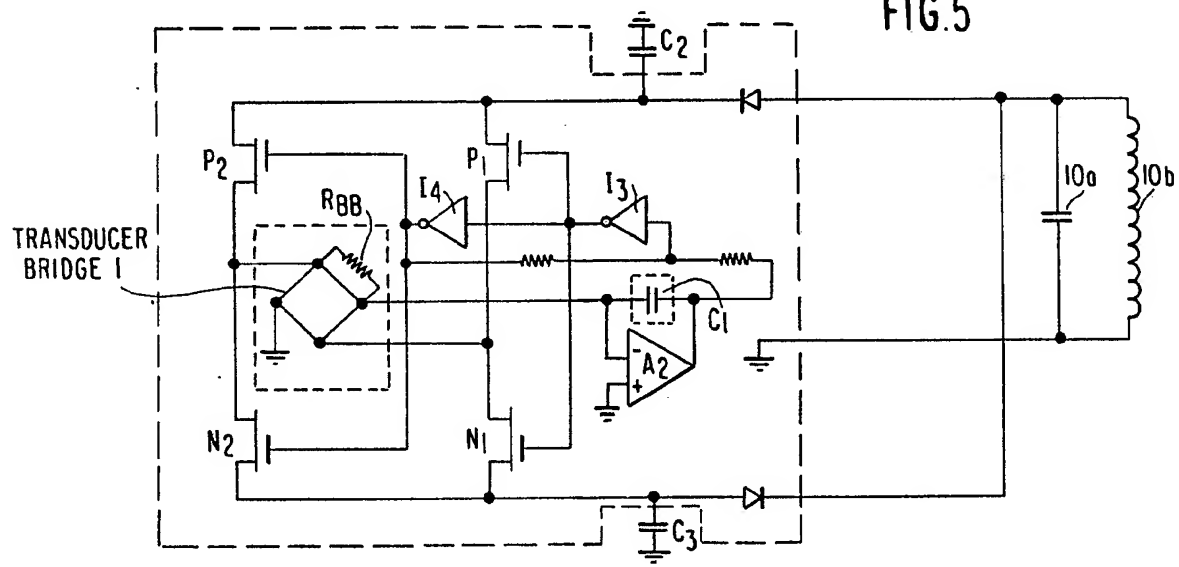 FIG.5
C2
P2
P1
I4
I3
10a
10b
RBB
TRANSDUCER
BRIDGE 1
C1
-
A2
+
N2
N1
C3